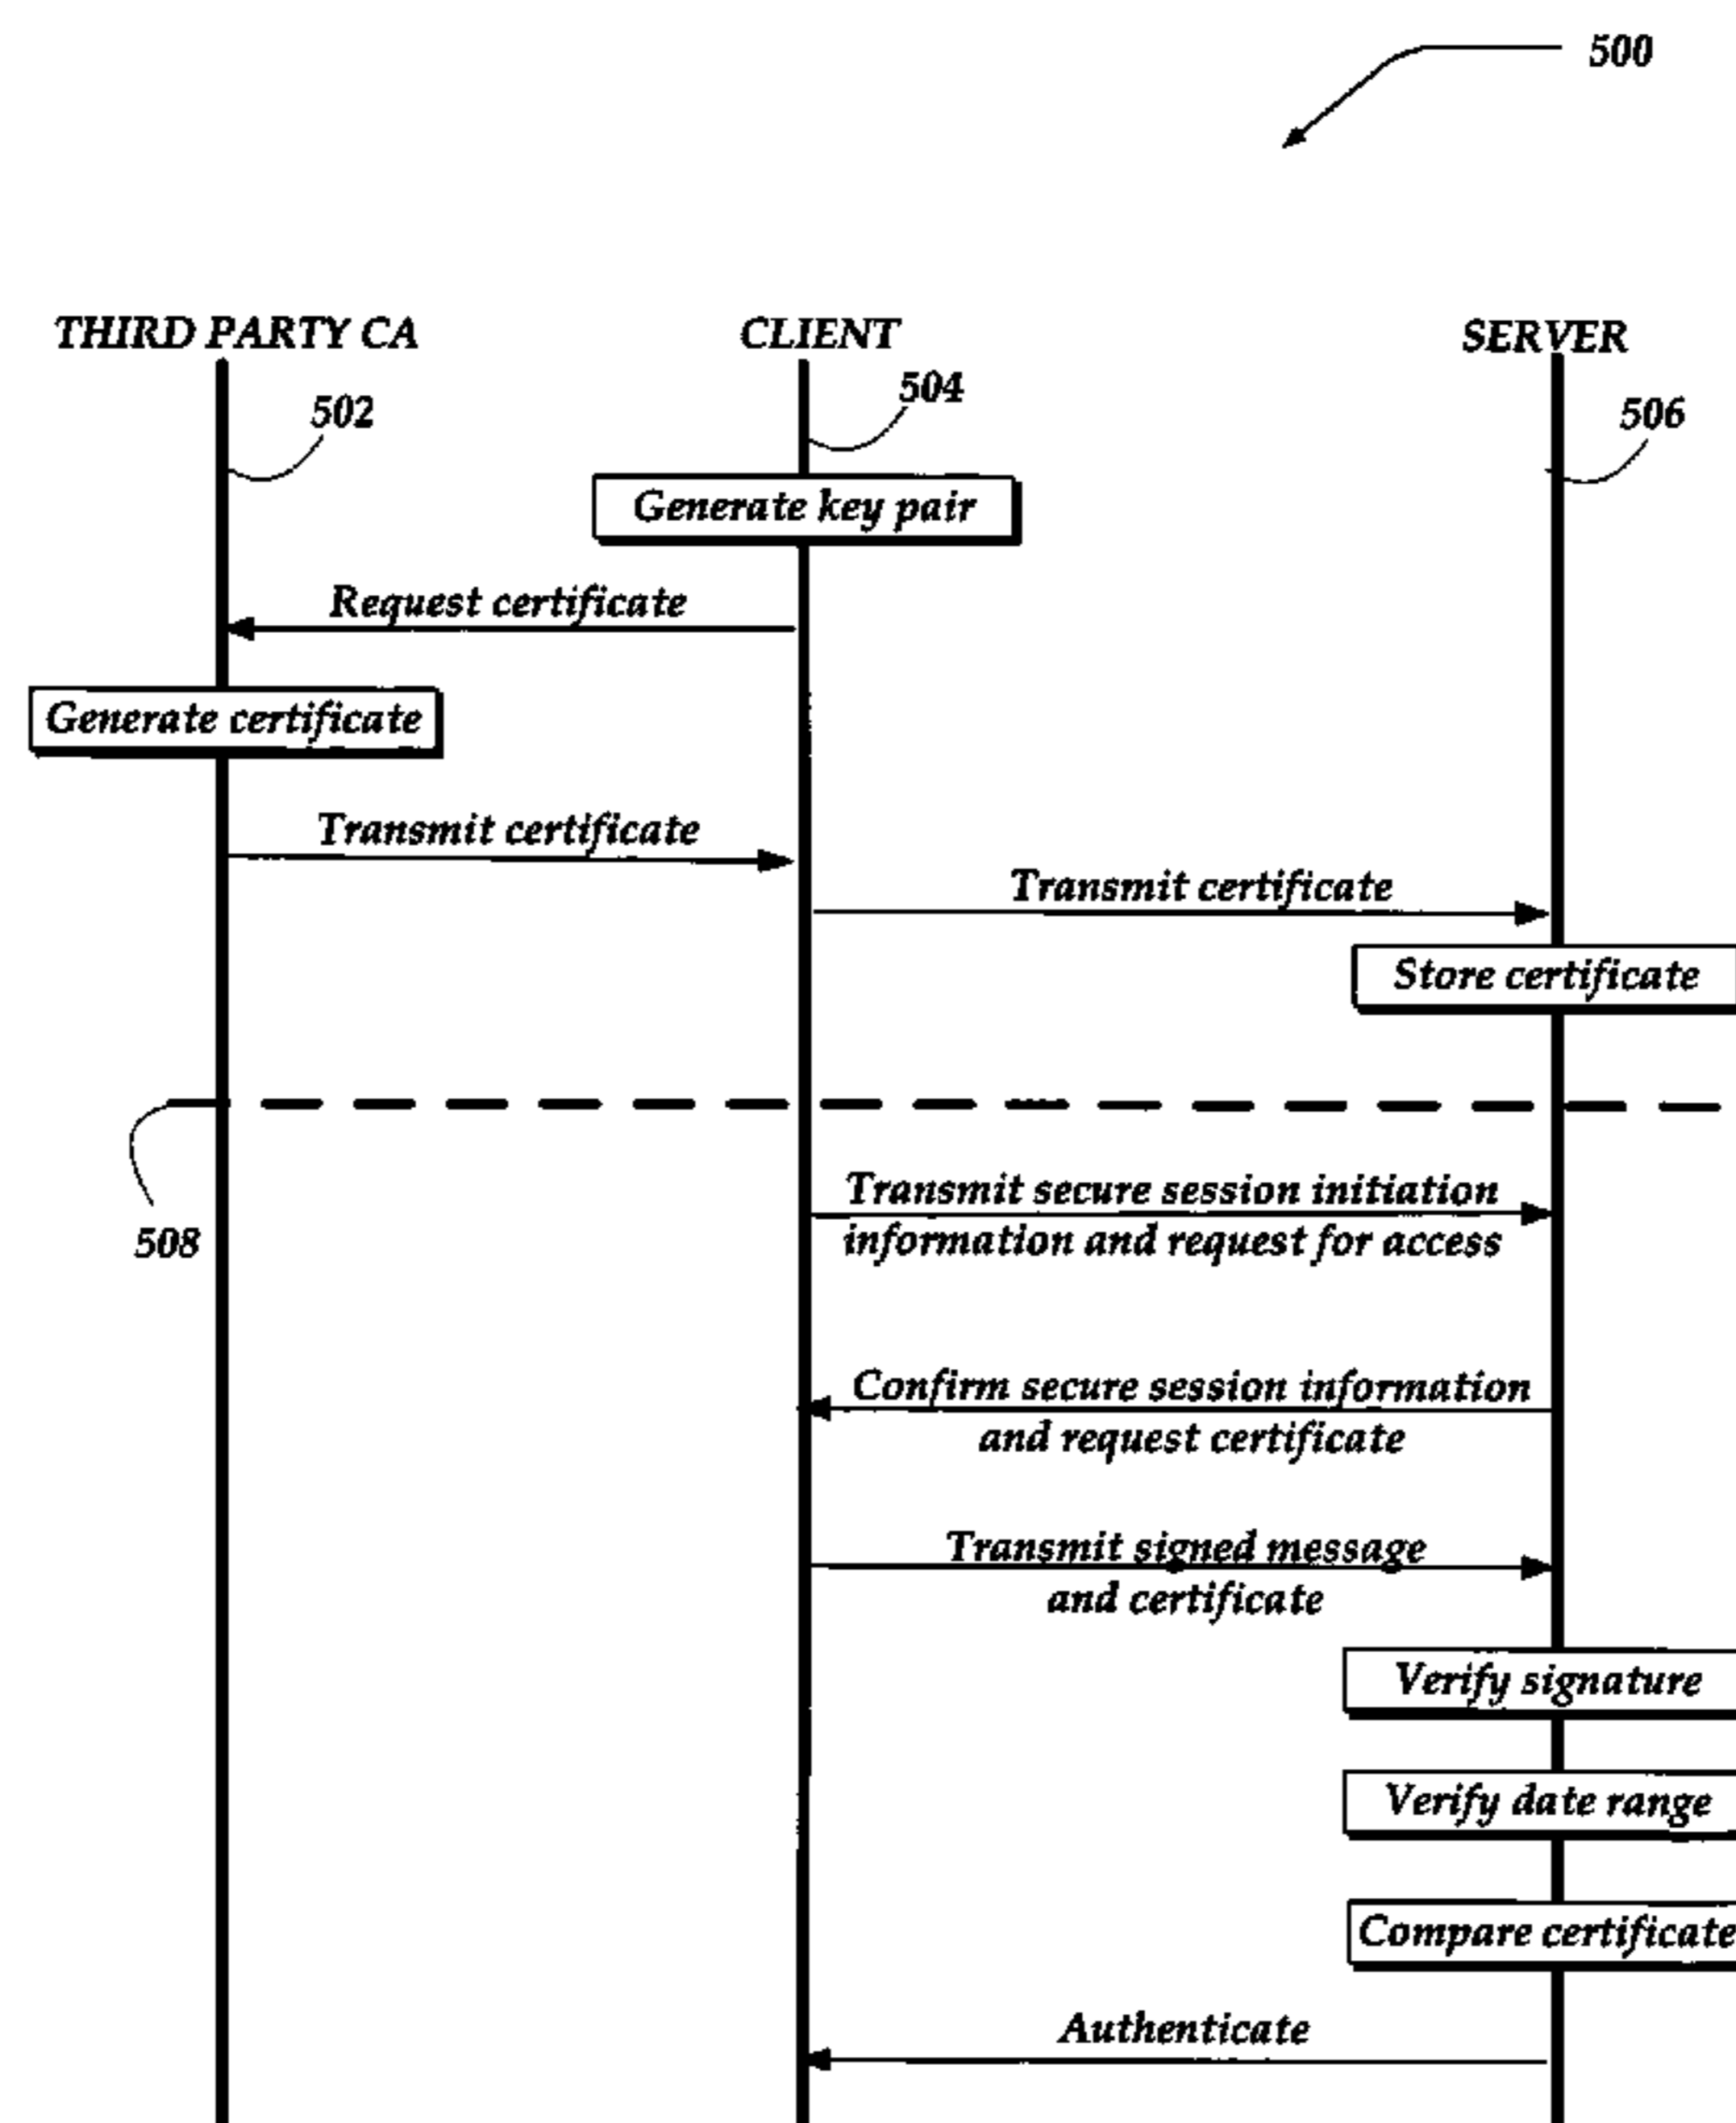 500
THIRD PARTY CA
CLIENT
SERVER
502
504
506
Generate key pair
Request certificate
Generate certificate
Transmit certificate
Transmit certificate
Store certificate
508
Transmit secure session initiation
information and request for access
Confirm secure session information
and request certificate
Transmit signed message
and certificate
Verify signature
Verify date range
Compare certificate
Authenticate